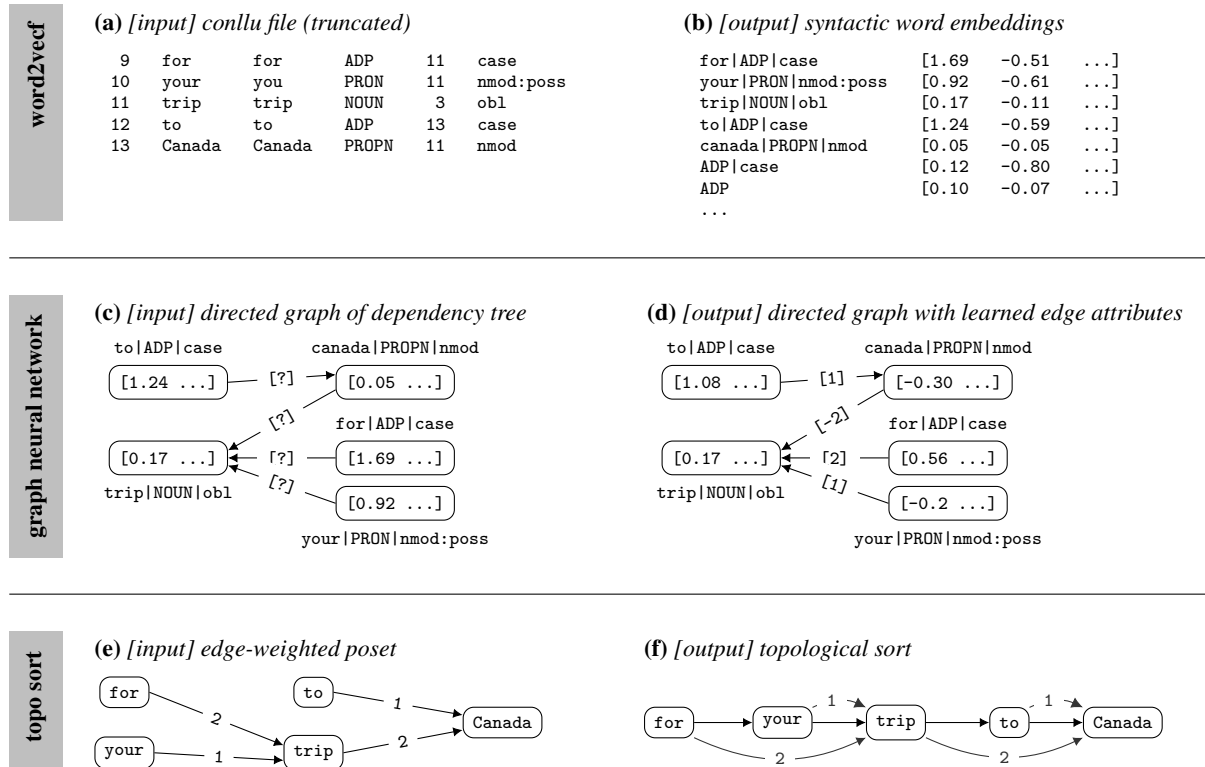 word2vecf
(a) [input] conllu file (truncated)
9 for for ADP 11 case
10 your you PRON 11 nmod:poss
11 trip trip NOUN 3 obl
12 to to ADP 13 case
13 Canada Canada PROPN 11 nmod
(b) [output] syntactic word embeddings
for|ADP|case [1.69 -0.51 ...]
your|PRON|nmod:poss [0.92 -0.61 ...]
trip|NOUN|obl [0.17 -0.11 ...]
to|ADP|case [1.24 -0.59 ...]
canada|PROPN|nmod [0.05 -0.05 ...]
ADP|case [0.12 -0.80 ...]
ADP [0.10 -0.07 ...]
...
graph neural network
(c) [input] directed graph of dependency tree
to|ADP|case canada|PROPN|nmod
[1.24 ...] [?] [0.05 ...]
[?]
for|ADP|case
[0.17 ...] [?] [1.69 ...]
[?]
trip|NOUN|obl
[0.92 ...]
your|PRON|nmod:poss
(d) [output] directed graph with learned edge attributes
to|ADP|case canada|PROPN|nmod
[1.08 ...] [1] [-0.30 ...]
[-2]
for|ADP|case
[0.17 ...] [2] [0.56 ...]
[1]
trip|NOUN|obl
[-0.2 ...]
your|PRON|nmod:poss
topo sort
(e) [input] edge-weighted poset
for to
2 1
Canada
your 1 trip 2
(f) [output] topological sort
1 1
for your trip to Canada
2 2